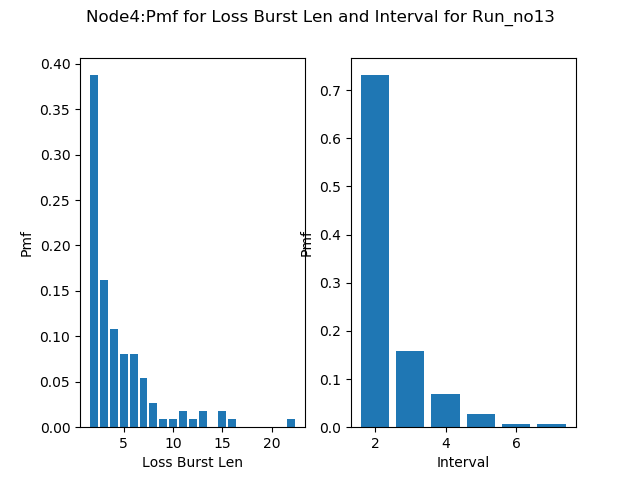 Node4:Pmf for Loss Burst Len and Interval for Run_no13
0.40
0.35
0.30
0.25
0.20
0.15
0.10
0.05
0.00
Pmf
5 10 15 20
Loss Burst Len
0.7
0.6
0.5
0.4
0.3
0.2
0.1
0.0
Pmf
2 4 6
Interval